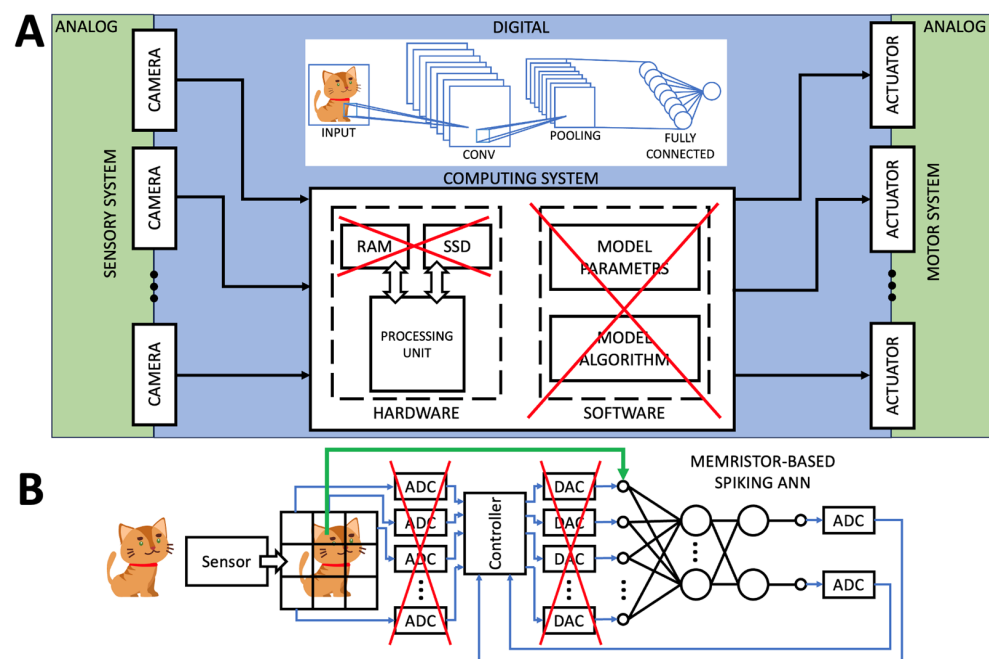 A
ANALOG
DIGITAL
ANALOG
CAMERA
CAMERA
CAMERA
SENSORY SYSTEM
INPUT
CONV
POOLING
FULLY
CONNECTED
COMPUTING SYSTEM
RAM
SSD
PROCESSING
UNIT
HARDWARE
MODEL
PARAMETRS
MODEL
ALGORITHM
SOFTWARE
ACTUATOR
ACTUATOR
ACTUATOR
MOTOR SYSTEM
B
MEMRISTOR-BASED
SPIKING ANN
Sensor
ADC
ADC
ADC
ADC
Controller
DAC
DAC
DAC
DAC
ADC
ADC